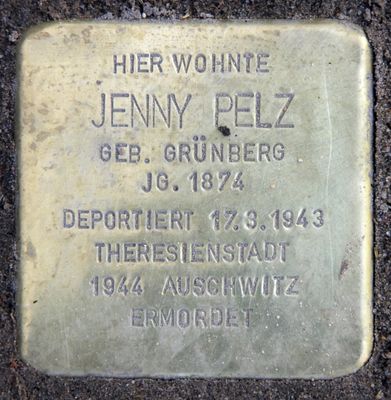 HIER WOHNTE
JENNY PELZ
GEB. GRÜNBERG
JG. 1874
DEPORTIERT 17.3.1943
THERESIENSTADT
1944 AUSCHWITZ
ERMORDET